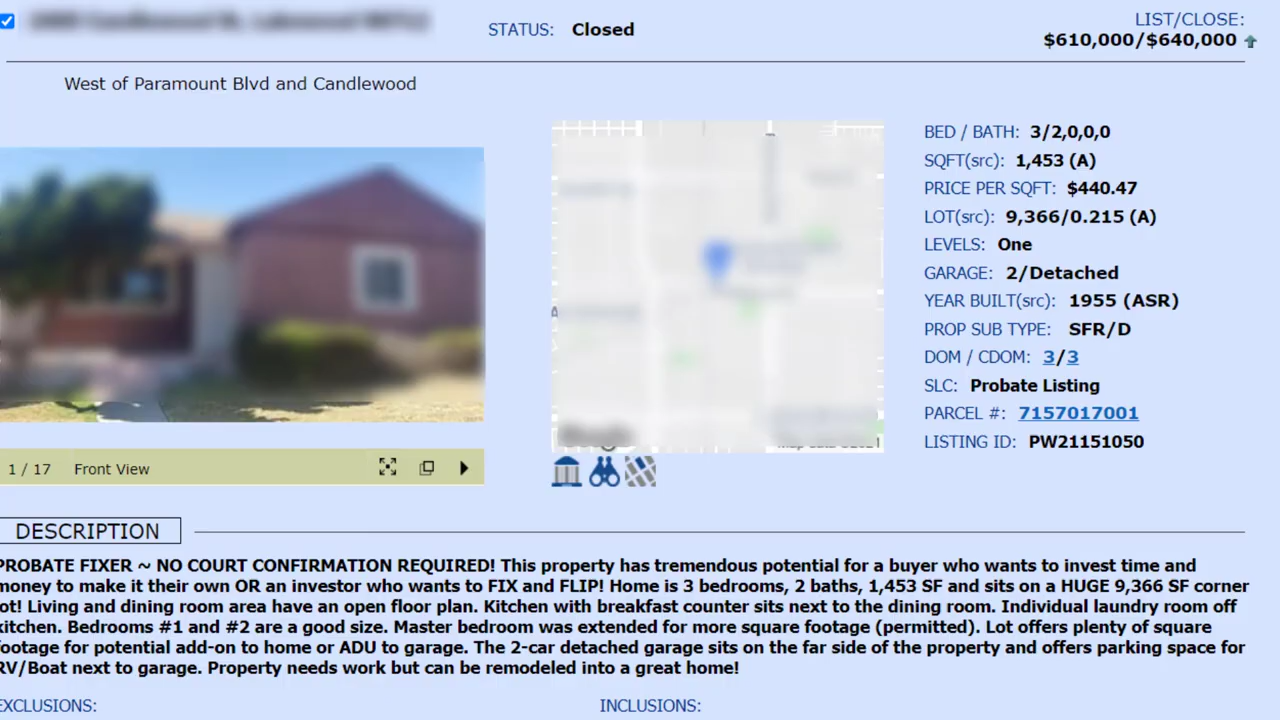 STATUS: Closed
LIST/CLOSE:
$610,000/$640,000
West of Paramount Blvd and Candlewood
BED / BATH: 3/2,0,0,0
SQFT(src): 1,453 (A)
PRICE PER SQFT: $440.47
LOT(src): 9,366/0.215 (A)
LEVELS: One
GARAGE: 2/Detached
YEAR BUILT(src): 1955 (ASR)
PROP SUB TYPE: SFR/D
DOM / CDOM: 3/3
SLC: Probate Listing
PARCEL #: 7157017001
LISTING ID: PW21151050
1 / 17 Front View
DESCRIPTION
PROBATE FIXER ~ NO COURT CONFIRMATION REQUIRED! This property has tremendous potential for a buyer who wants to invest time and
money to make it their own OR an investor who wants to FIX and FLIP! Home is 3 bedrooms, 2 baths, 1,453 SF and sits on a HUGE 9,366 SF corner
lot! Living and dining room area have an open floor plan. Kitchen with breakfast counter sits next to the dining room. Individual laundry room off
kitchen. Bedrooms #1 and #2 are a good size. Master bedroom was extended for more square footage (permitted). Lot offers plenty of square
footage for potential add-on to home or ADU to garage. The 2-car detached garage sits on the far side of the property and offers parking space for
RV/Boat next to garage. Property needs work but can be remodeled into a great home!
EXCLUSIONS:
INCLUSIONS: